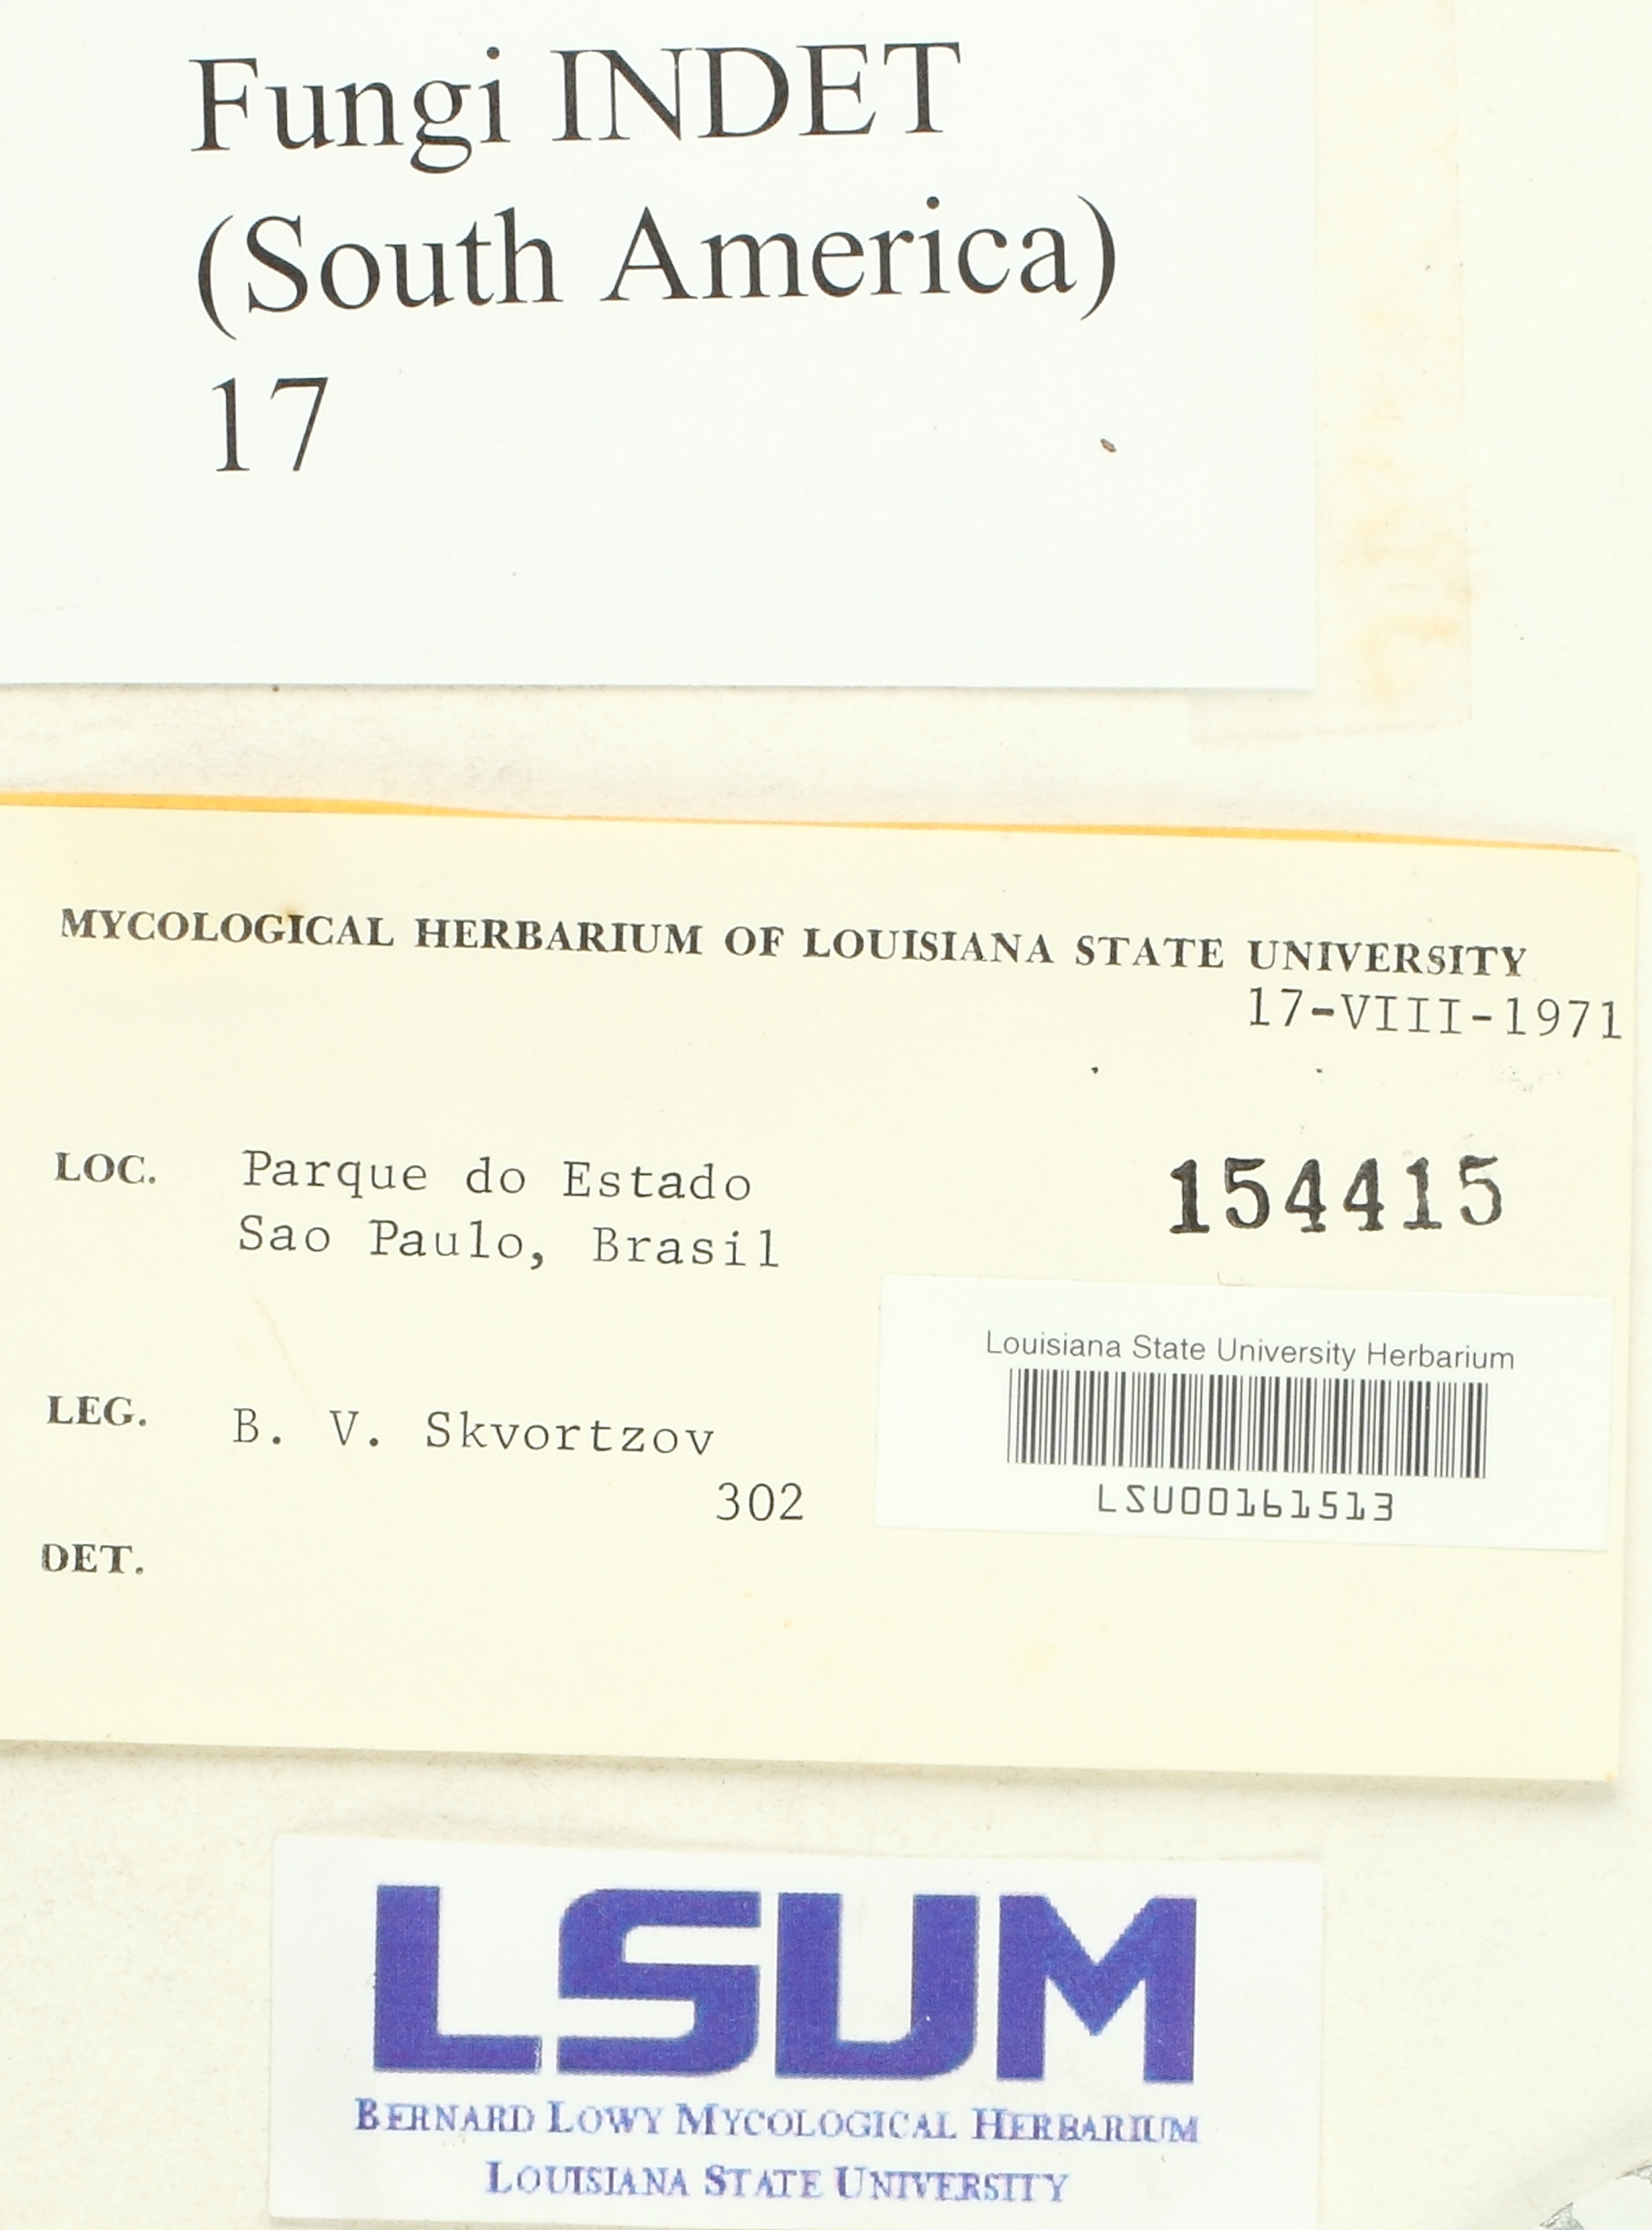 Fungi INDET
(South America)
17
MYCOLOGICAL HERBARIUM OF LOUISIANA STATE UNIVERSITY
17-VIII-1971
LOC. Parque do Estado
Sao Paulo, Brasil
154415
Louisiana State University Herbarium
LSU00161513
LEG. B. V. Skvortzov
302
DET.
LSUM
BERNARD LOWY MYCOLOGICAL HERBARIUM
LOUISIANA STATE UNIVERSITY